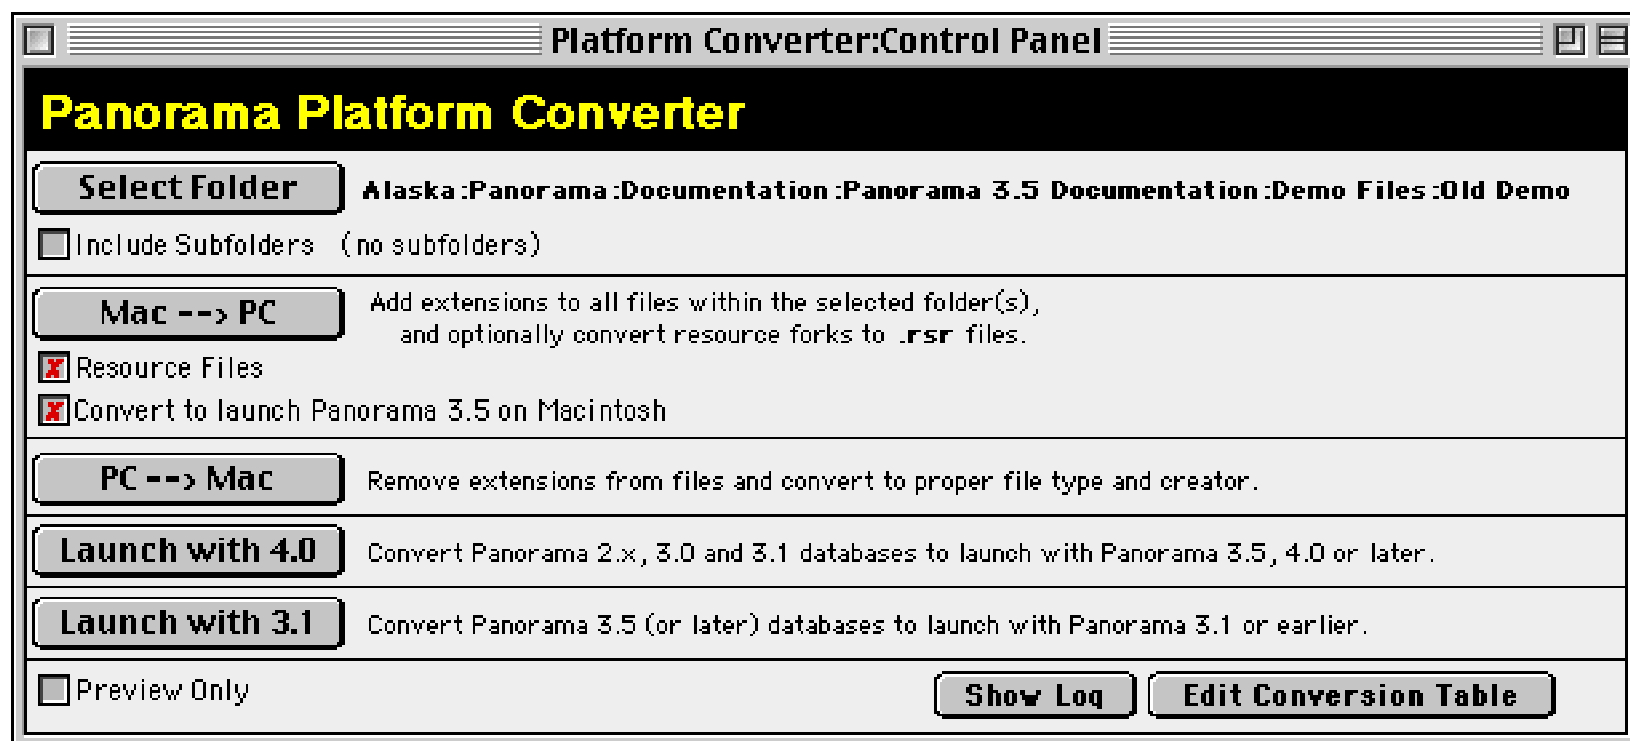 Platform Converter:Control Panel
Panorama Platform Converter
Select Folder Alaska:Panorama:Documentation:Panorama 3.5 Documentation:Demo Files:Old Demo
Include Subfolders (no subfolders)
Mac --> PC Add extensions to all files within the selected folder(s),
and optionally convert resource forks to .rsr files.
Resource Files
Convert to launch Panorama 3.5 on Macintosh
PC --> Mac Remove extensions from files and convert to proper file type and creator.
Launch with 4.0 Convert Panorama 2.x, 3.0 and 3.1 databases to launch with Panorama 3.5, 4.0 or later.
Launch with 3.1 Convert Panorama 3.5 (or later) databases to launch with Panorama 3.1 or earlier.
Preview Only Show Log Edit Conversion Table